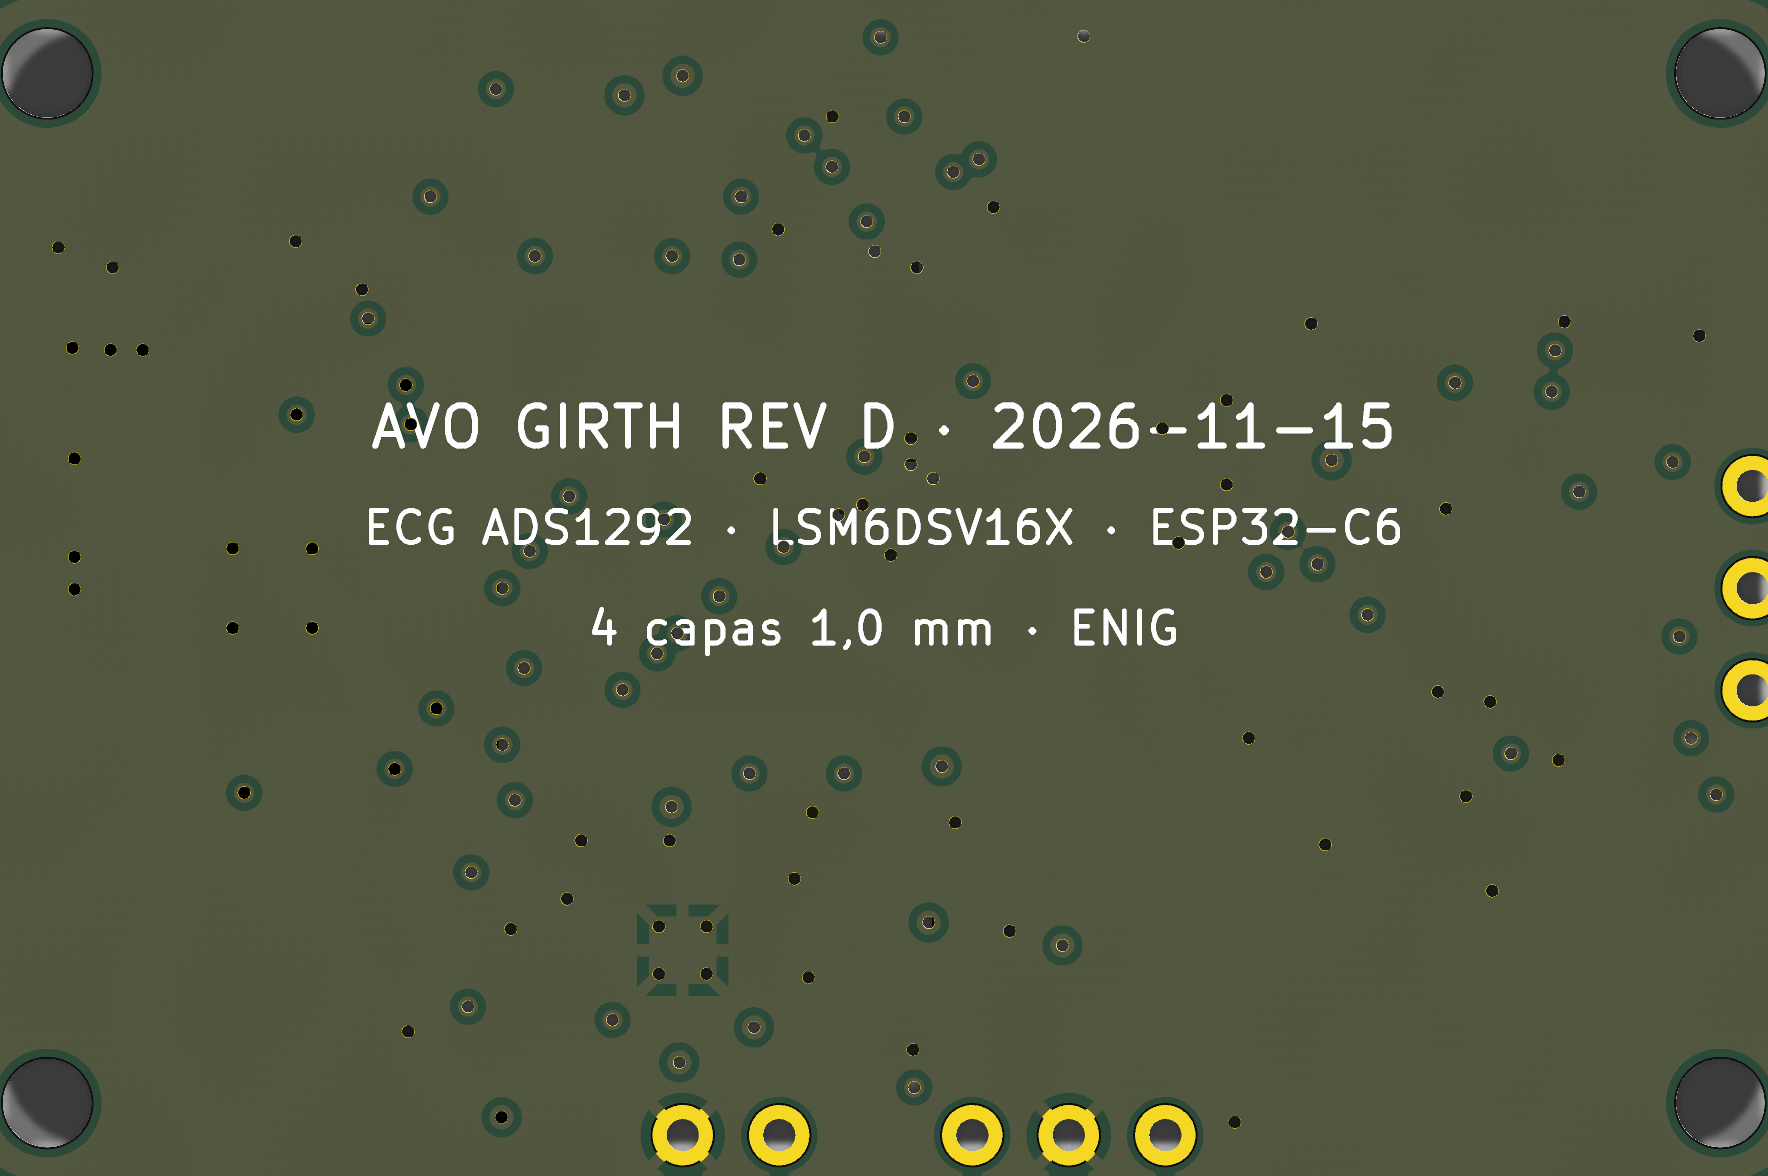 AVO GIRTH REV D · 2026-11-15
ECG ADS1292 · LSM6DSV16X · ESP32-C6
4 capas 1,0 mm · ENIG